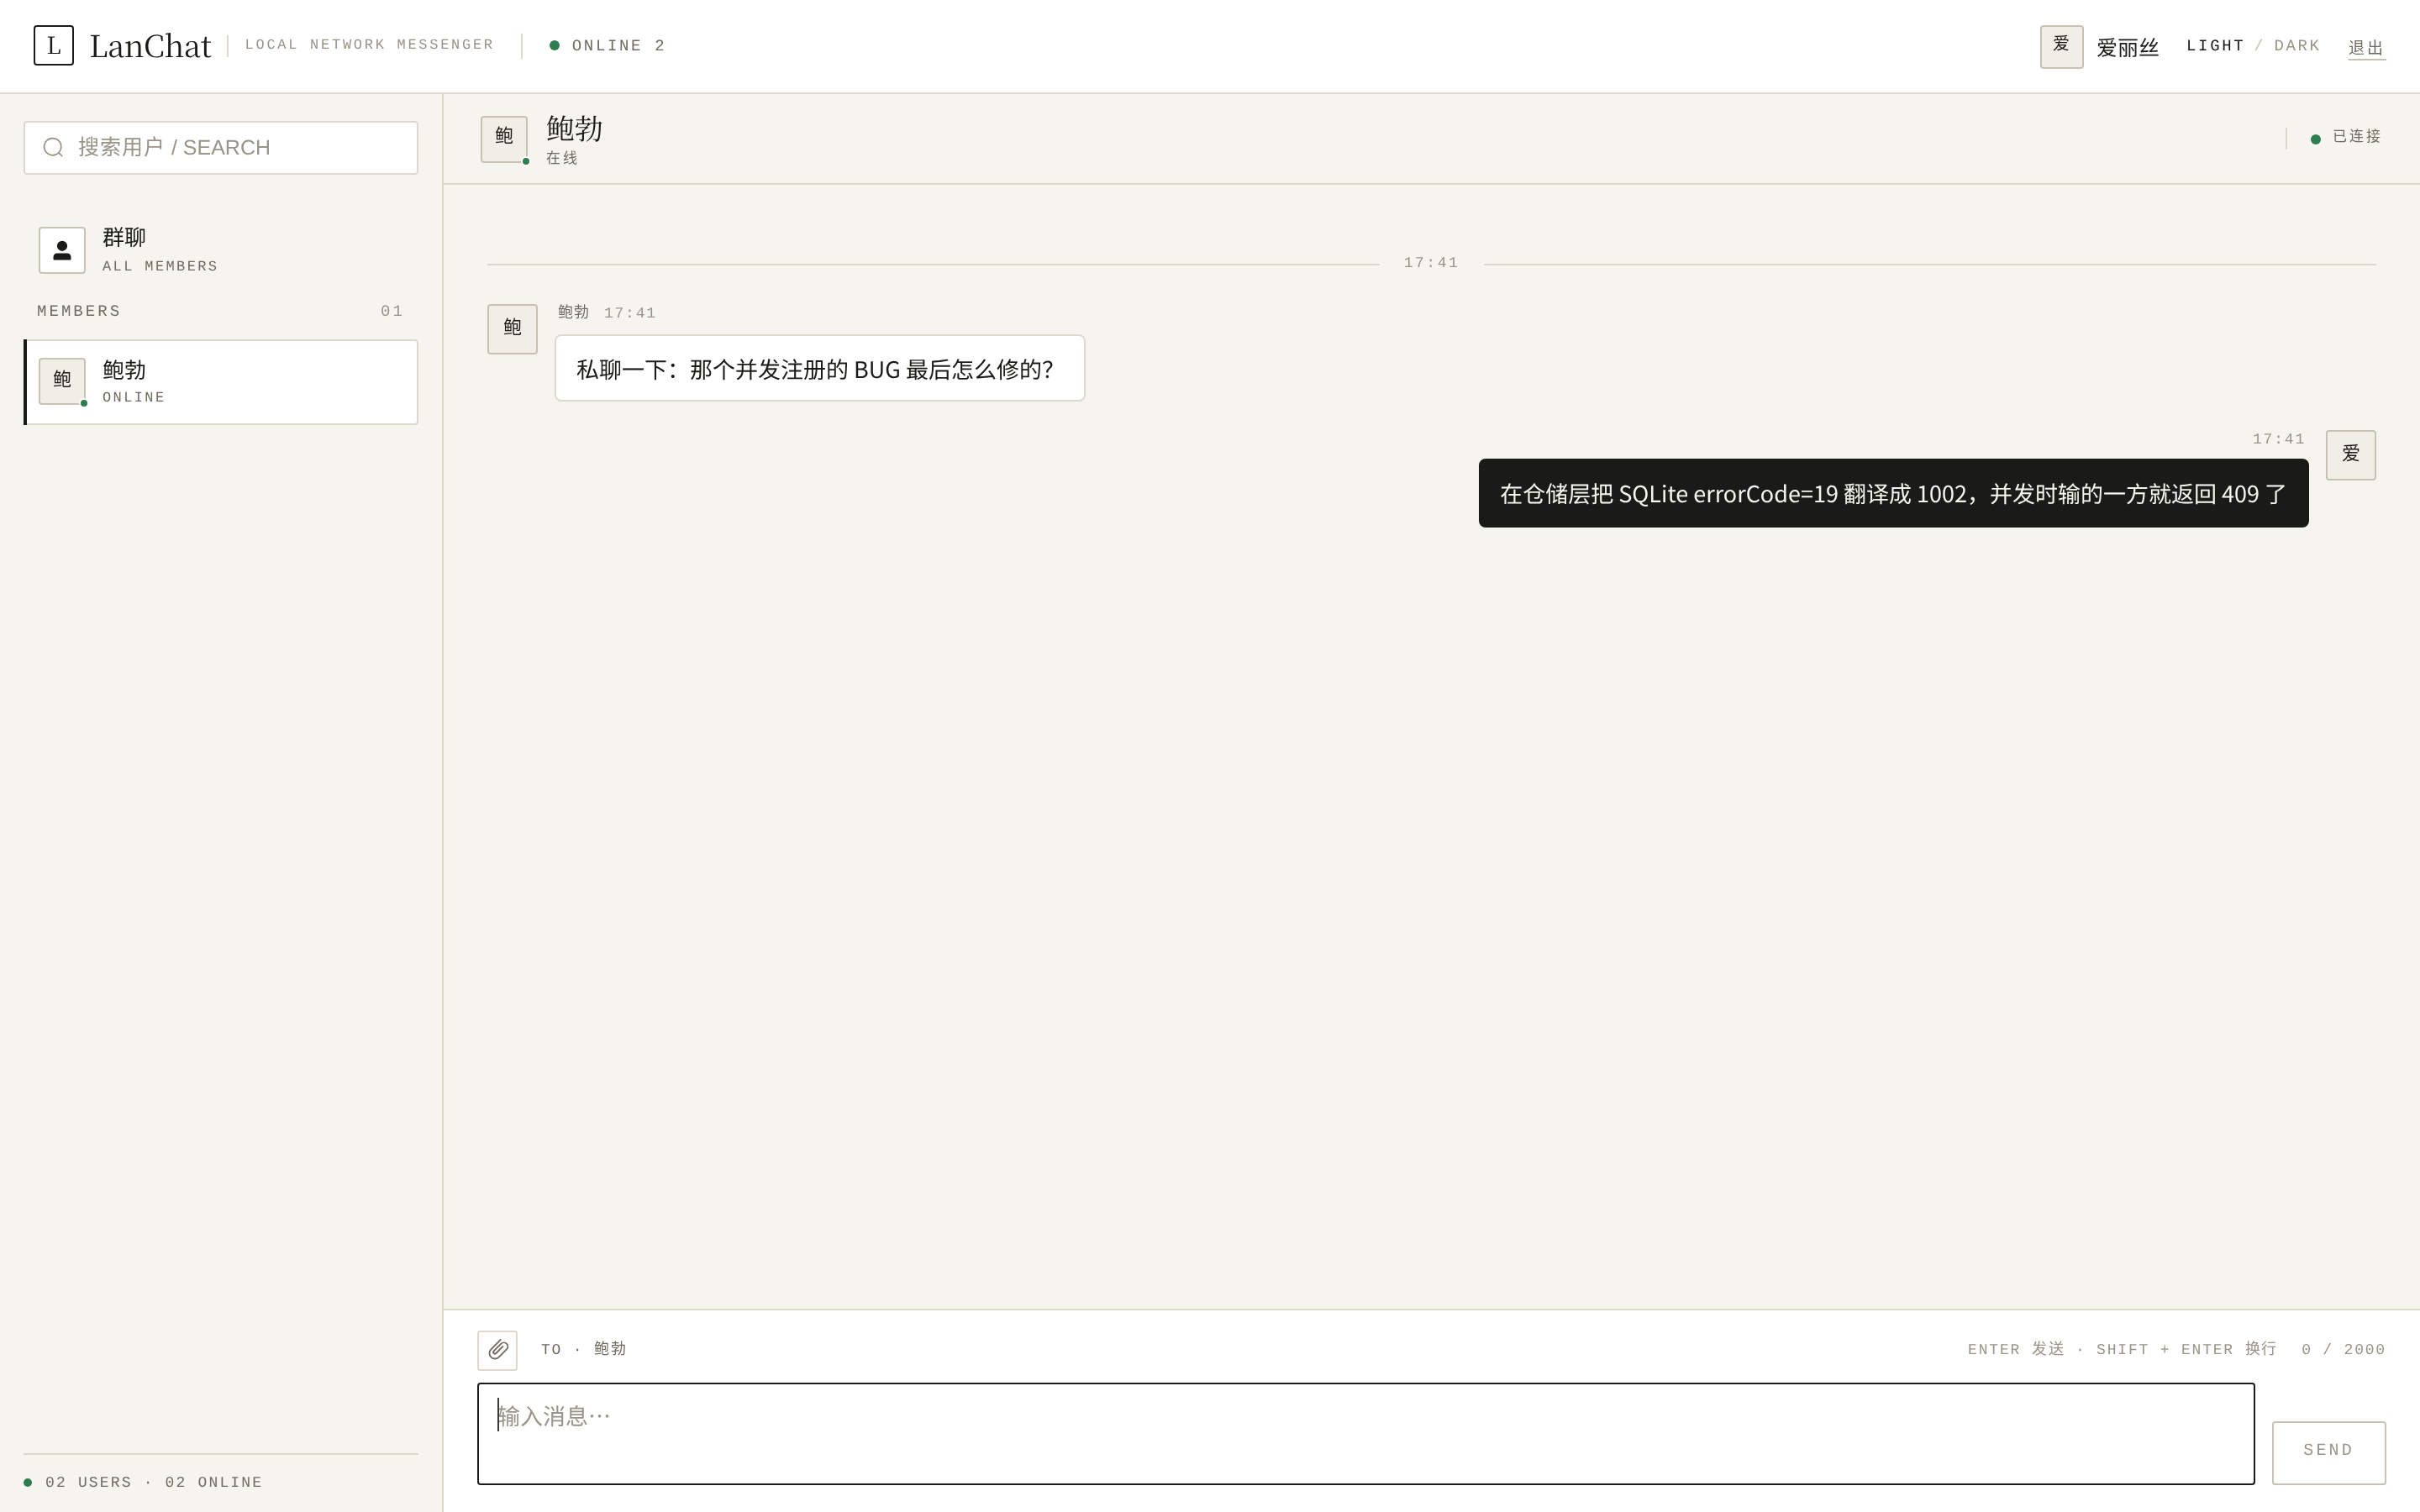 L LanChat LOCAL NETWORK MESSENGER ONLINE 2
爱 爱丽丝 LIGHT / DARK 退出
搜索用户 / SEARCH
群聊
ALL MEMBERS
MEMBERS 01
鲍 鲍勃
ONLINE
02 USERS · 02 ONLINE
鲍 鲍勃
在线
已连接
17:41
鲍 鲍勃 17:41
私聊一下：那个并发注册的 BUG 最后怎么修的？
17:41 爱
在仓储层把 SQLite errorCode=19 翻译成 1002，并发时输的一方就返回 409 了
TO · 鲍勃
ENTER 发送 · SHIFT + ENTER 换行 0 / 2000
输入消息…
SEND